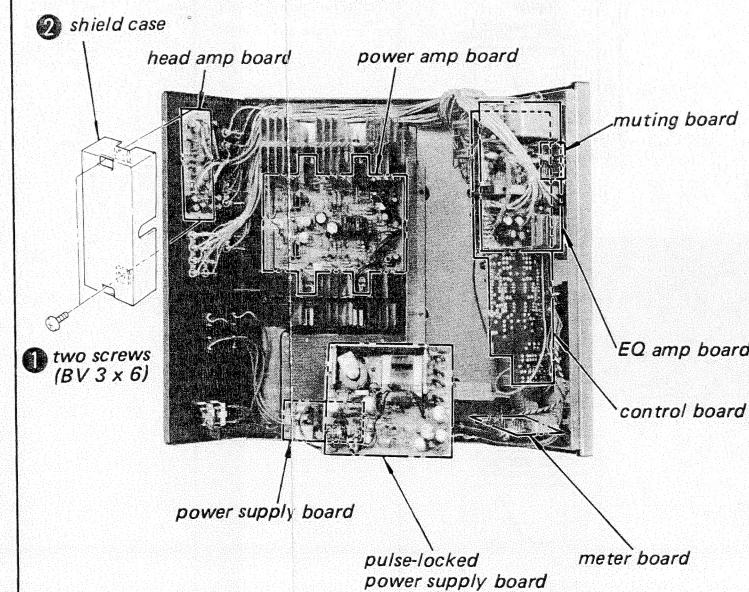 2 shield case
head amp board
power amp board
muting board
EQ amp board
control board
1 two screws
(BV 3 x 6)
power supply board
pulse-locked
power supply board
meter board